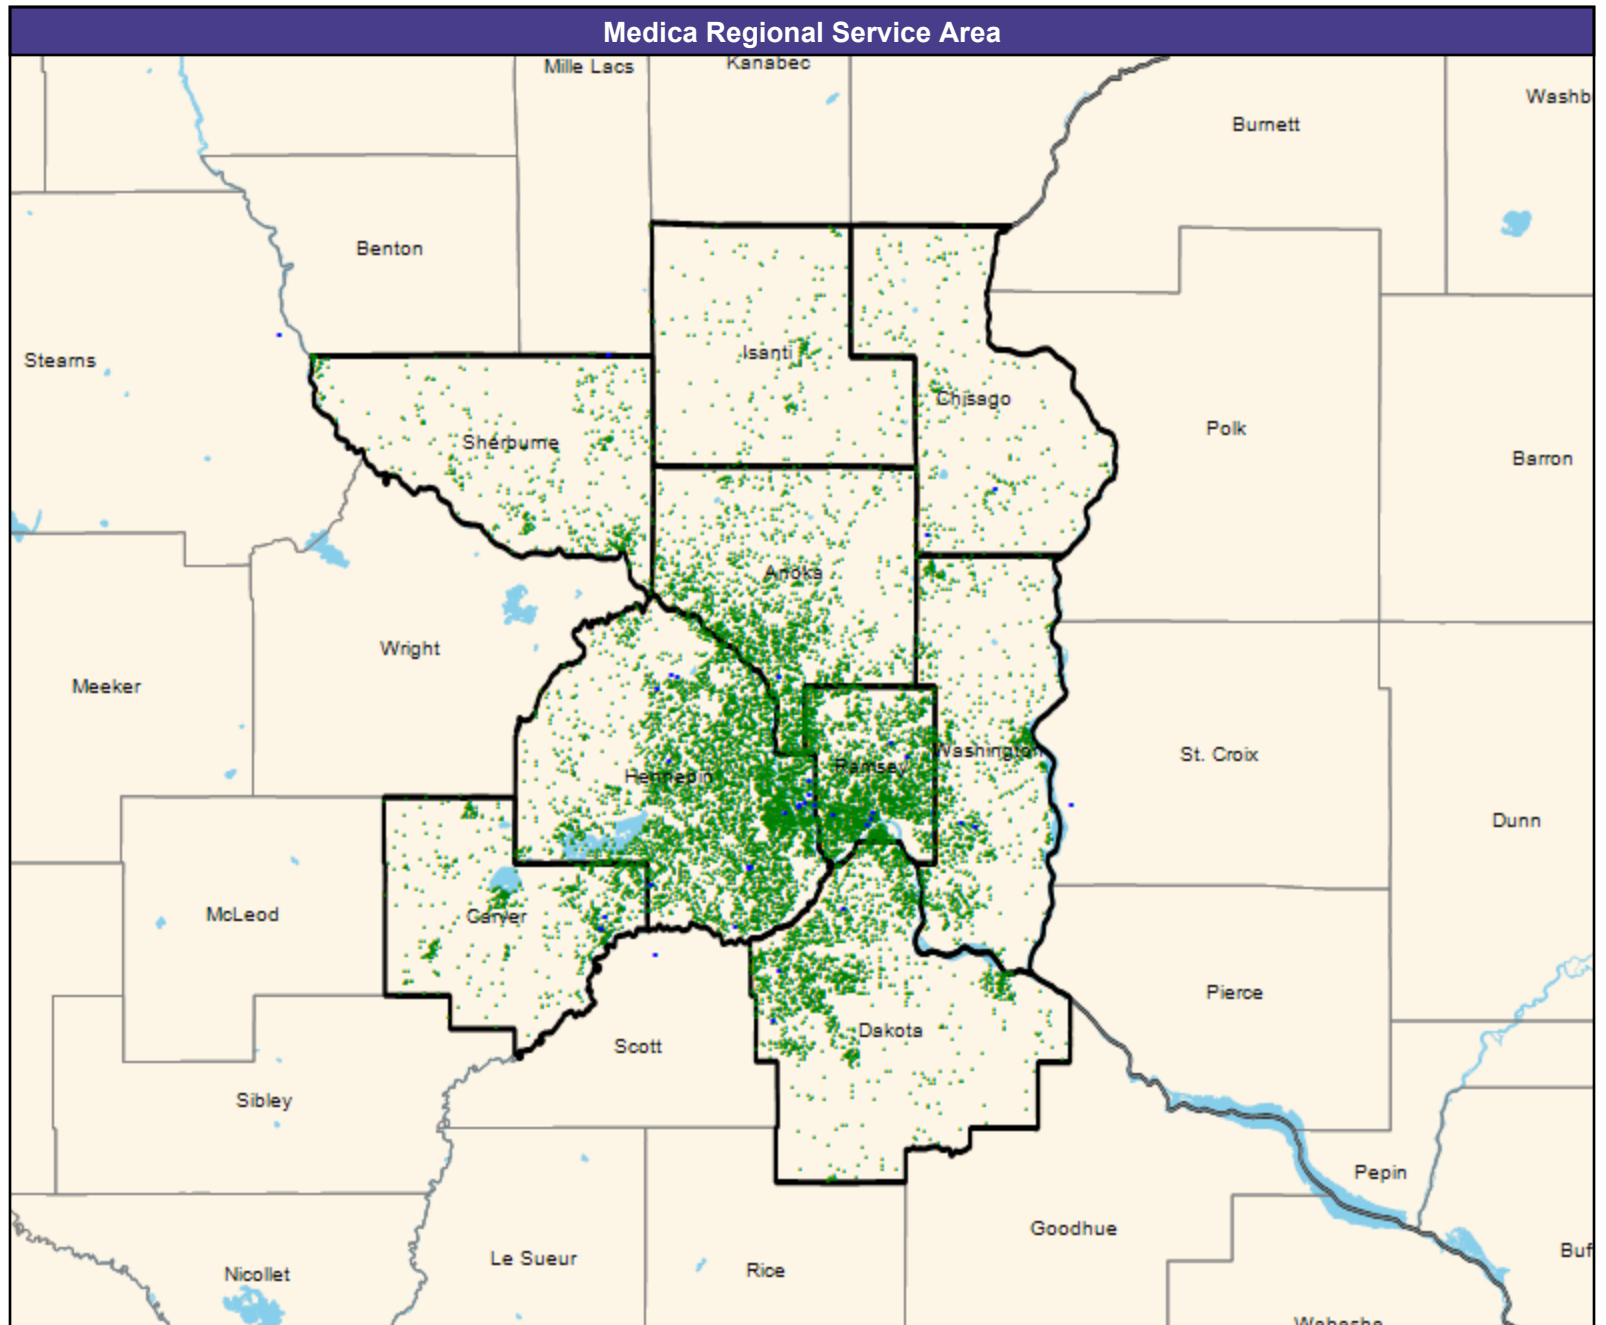 Medica Regional Service Area
Mille Lacs
Kanabec
Washb
Burnett
Benton
Stearns
Isanti
Chisago
Polk
Sherburne
Barron
Anoka
Wright
Meeker
Washington
St. Croix
Ramsey
Hennepin
Dunn
McLeod
Carver
Pierce
Dakota
Scott
Sibley
Pepin
Goodhue
Buf
Le Sueur
Rice
Nicollet
Wabasha